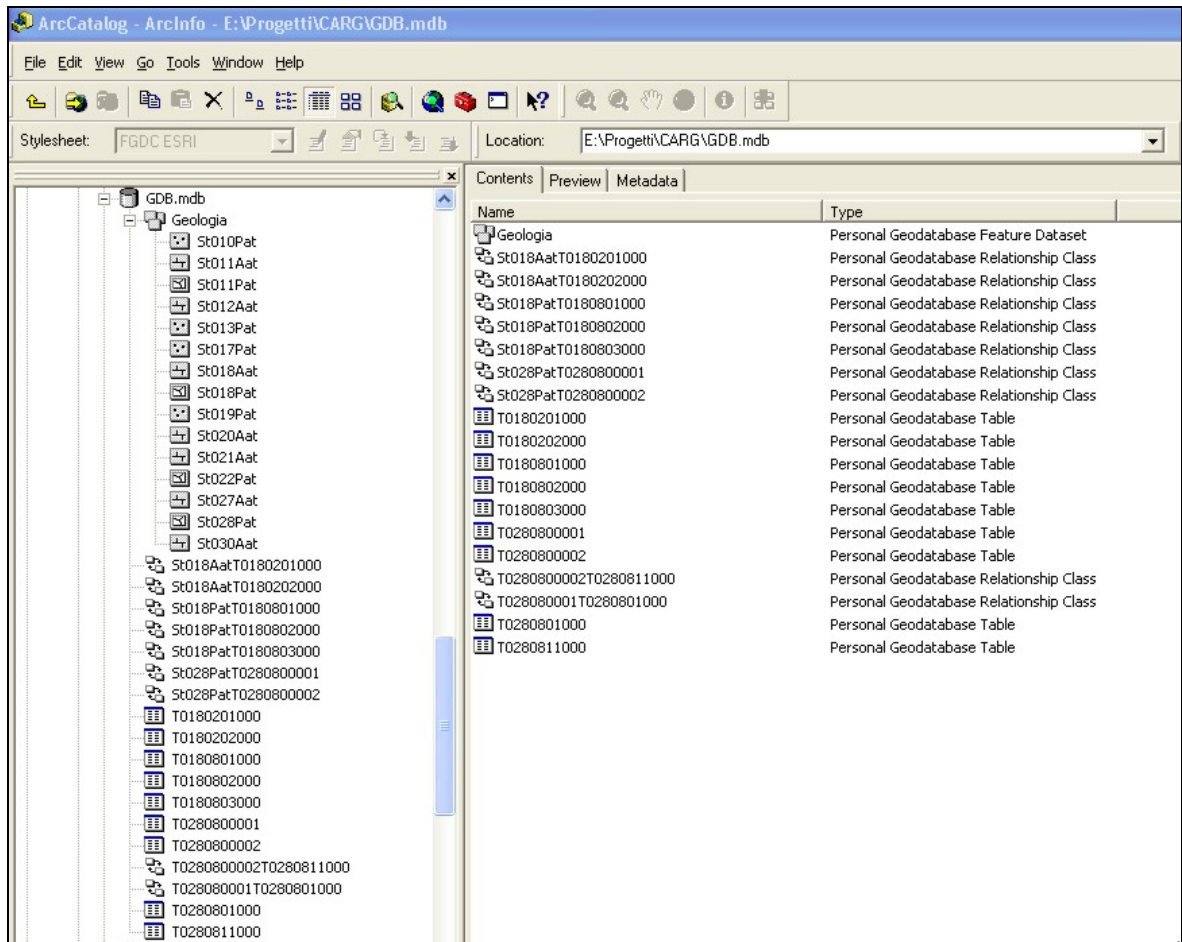 ArcCatalog - ArcInfo - E:\Progetti\CARG\GDB.mdb
File Edit View Go Tools Window Help
Stylesheet: FGDC ESRI Location: E:\Progetti\CARG\GDB.mdb
GDB.mdb
Geologia
St010Pat
St011Aat
St011Pat
St012Aat
St013Pat
St017Pat
St018Aat
St018Pat
St019Pat
St020Aat
St021Aat
St022Pat
St027Aat
St028Pat
St030Aat
St018AatT0180201000
St018AatT0180202000
St018PatT0180801000
St018PatT0180802000
St018PatT0180803000
St028PatT0280800001
St028PatT0280800002
T0180201000
T0180202000
T0180801000
T0180802000
T0180803000
T0280800001
T0280800002
T0280800002T0280811000
T028080001T0280801000
T0280801000
T0280811000
Contents Preview Metadata
Name Type
Geologia Personal Geodatabase Feature Dataset
St018AatT0180201000 Personal Geodatabase Relationship Class
St018AatT0180202000 Personal Geodatabase Relationship Class
St018PatT0180801000 Personal Geodatabase Relationship Class
St018PatT0180802000 Personal Geodatabase Relationship Class
St018PatT0180803000 Personal Geodatabase Relationship Class
St028PatT0280800001 Personal Geodatabase Relationship Class
St028PatT0280800002 Personal Geodatabase Relationship Class
T0180201000 Personal Geodatabase Table
T0180202000 Personal Geodatabase Table
T0180801000 Personal Geodatabase Table
T0180802000 Personal Geodatabase Table
T0180803000 Personal Geodatabase Table
T0280800001 Personal Geodatabase Table
T0280800002 Personal Geodatabase Table
T0280800002T0280811000 Personal Geodatabase Relationship Class
T028080001T0280801000 Personal Geodatabase Relationship Class
T0280801000 Personal Geodatabase Table
T0280811000 Personal Geodatabase Table